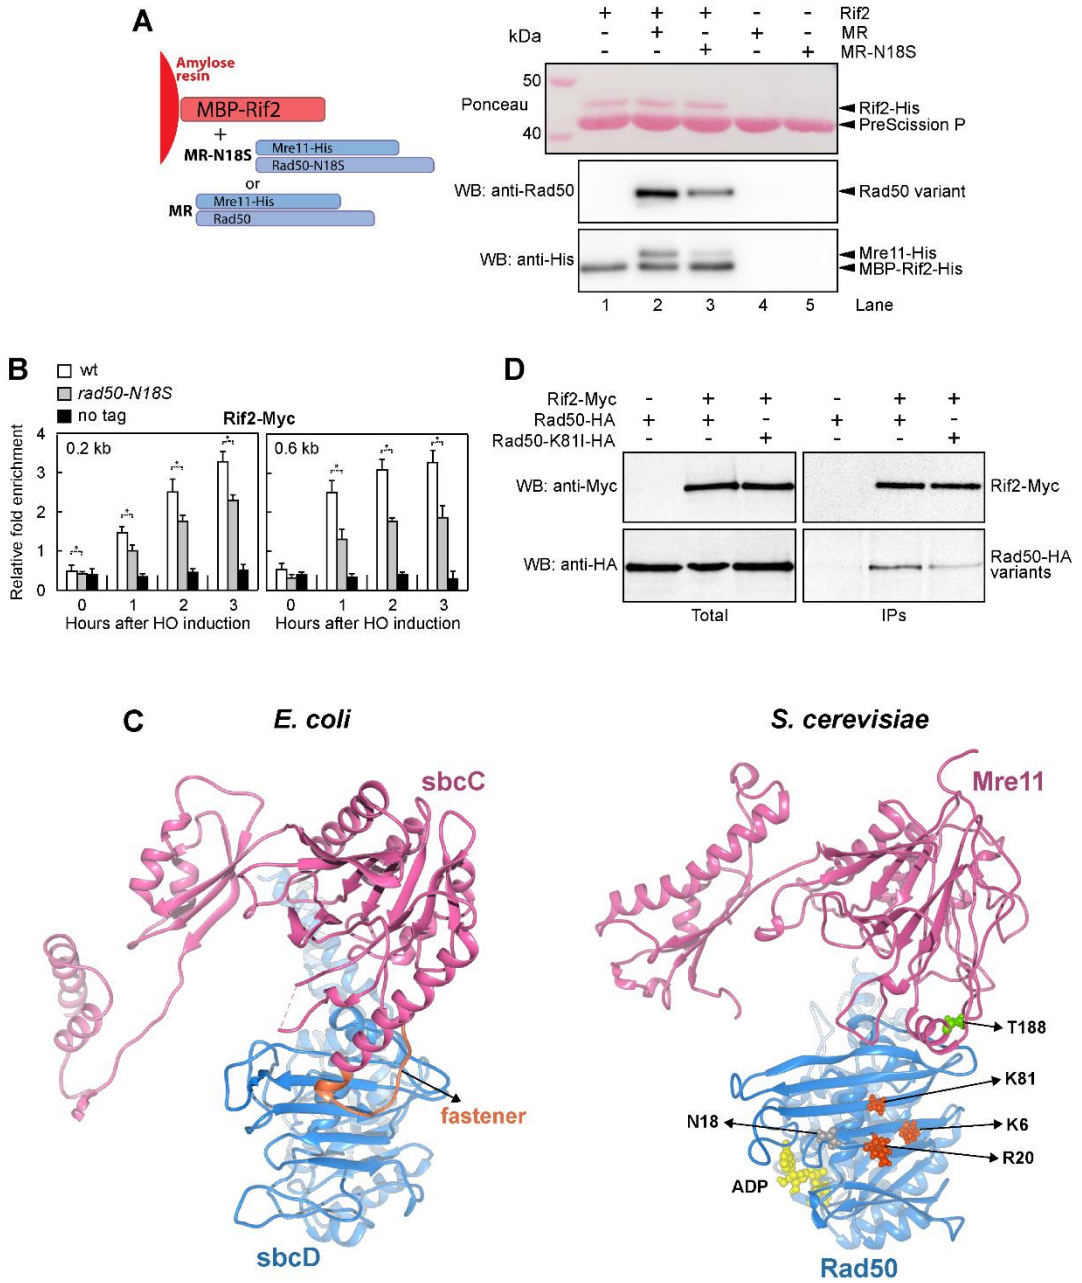 A
Amylose
resin
MBP-Rif2
+
MR-N18S
Mre11-His
Rad50-N18S
or
MR
Mre11-His
Rad50
+ + + - - Rif2
kDa - + - + - MR
- - + - + MR-N18S
50
Ponceau
40
Rif2-His
PreScission P
WB: anti-Rad50
Rad50 variant
WB: anti-His
Mre11-His
MBP-Rif2-His
1 2 3 4 5 Lane
B
wt
rad50-N18S
no tag
Rif2-Myc
Relative fold enrichment
4
3
2
1
0
0.2 kb
0.6 kb
* * * *
* * *
0 1 2 3
0 1 2 3
Hours after HO induction
Hours after HO induction
D
Rif2-Myc - + + - + +
Rad50-HA + + - + + -
Rad50-K81I-HA - - + - - +
WB: anti-Myc
Rif2-Myc
WB: anti-HA
Rad50-HA
variants
Total
IPs
C
E. coli
S. cerevisiae
sbcC
fastener
sbcD
Mre11
T188
K81
N18
K6
R20
ADP
Rad50